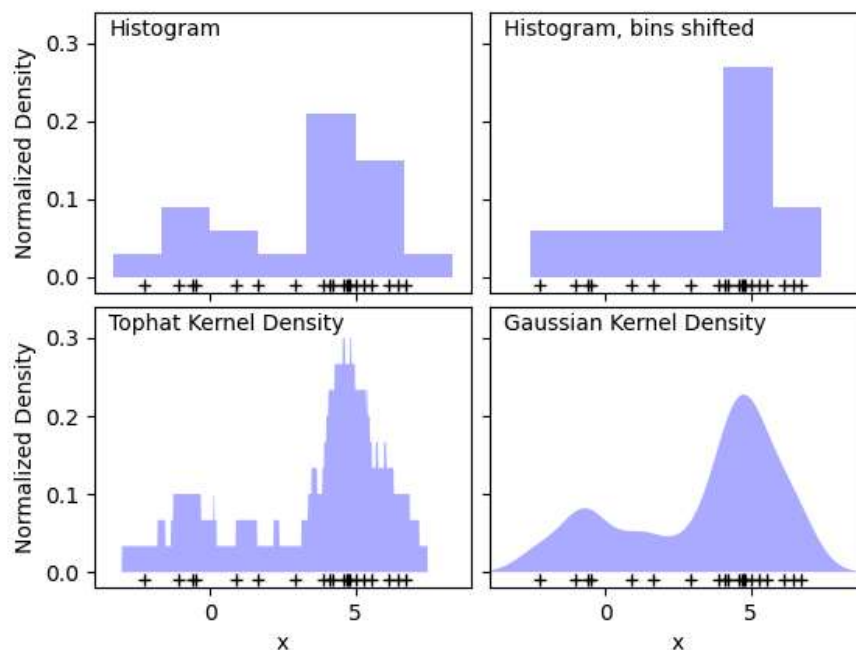 Histogram
Histogram, bins shifted
Normalized Density
0.3
0.2
0.1
0.0
Tophat Kernel Density
Gaussian Kernel Density
Normalized Density
0.3
0.2
0.1
0.0
0
5
0
5
x
x